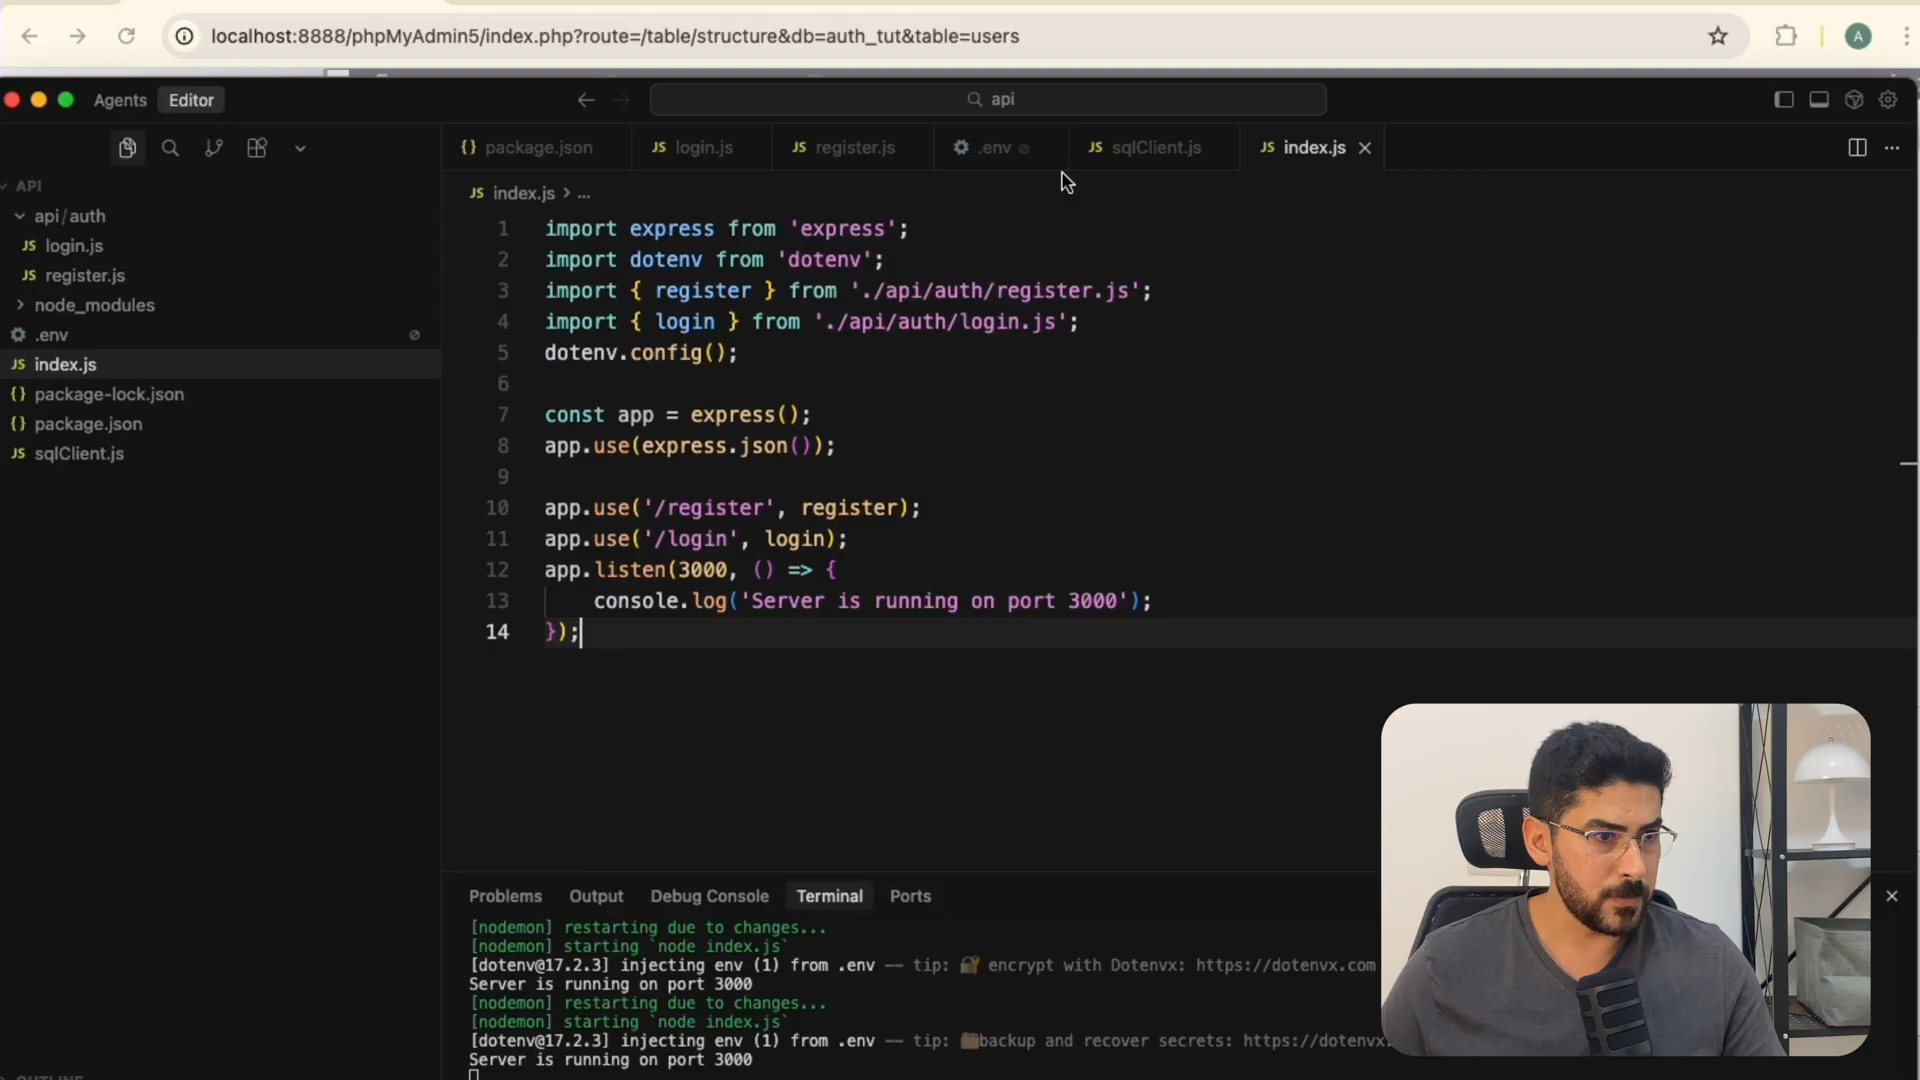 localhost:8888/phpMyAdmin5/index.php?route=/table/structure&db=auth_tut&table=users
A
Agents Editor
api
{} package.json
JS login.js
JS register.js
.env
JS sqlClient.js
JS index.js
API
api/auth
JS login.js
JS register.js
node_modules
.env
JS index.js
{} package-lock.json
{} package.json
JS sqlClient.js
JS index.js > ...
1 import express from 'express';
2 import dotenv from 'dotenv';
3 import { register } from './api/auth/register.js';
4 import { login } from './api/auth/login.js';
5 dotenv.config();
6
7 const app = express();
8 app.use(express.json());
9
10 app.use('/register', register);
11 app.use('/login', login);
12 app.listen(3000, () => {
13 console.log('Server is running on port 3000');
14 });
Problems Output Debug Console Terminal Ports
[nodemon] restarting due to changes...
[nodemon] starting `node index.js`
[dotenv@17.2.3] injecting env (1) from .env -- tip: 🔐 encrypt with Dotenvx: https://dotenvx.com
Server is running on port 3000
[nodemon] restarting due to changes...
[nodemon] starting `node index.js`
[dotenv@17.2.3] injecting env (1) from .env -- tip: 🗂️ backup and recover secrets: https://dotenvx.
Server is running on port 3000